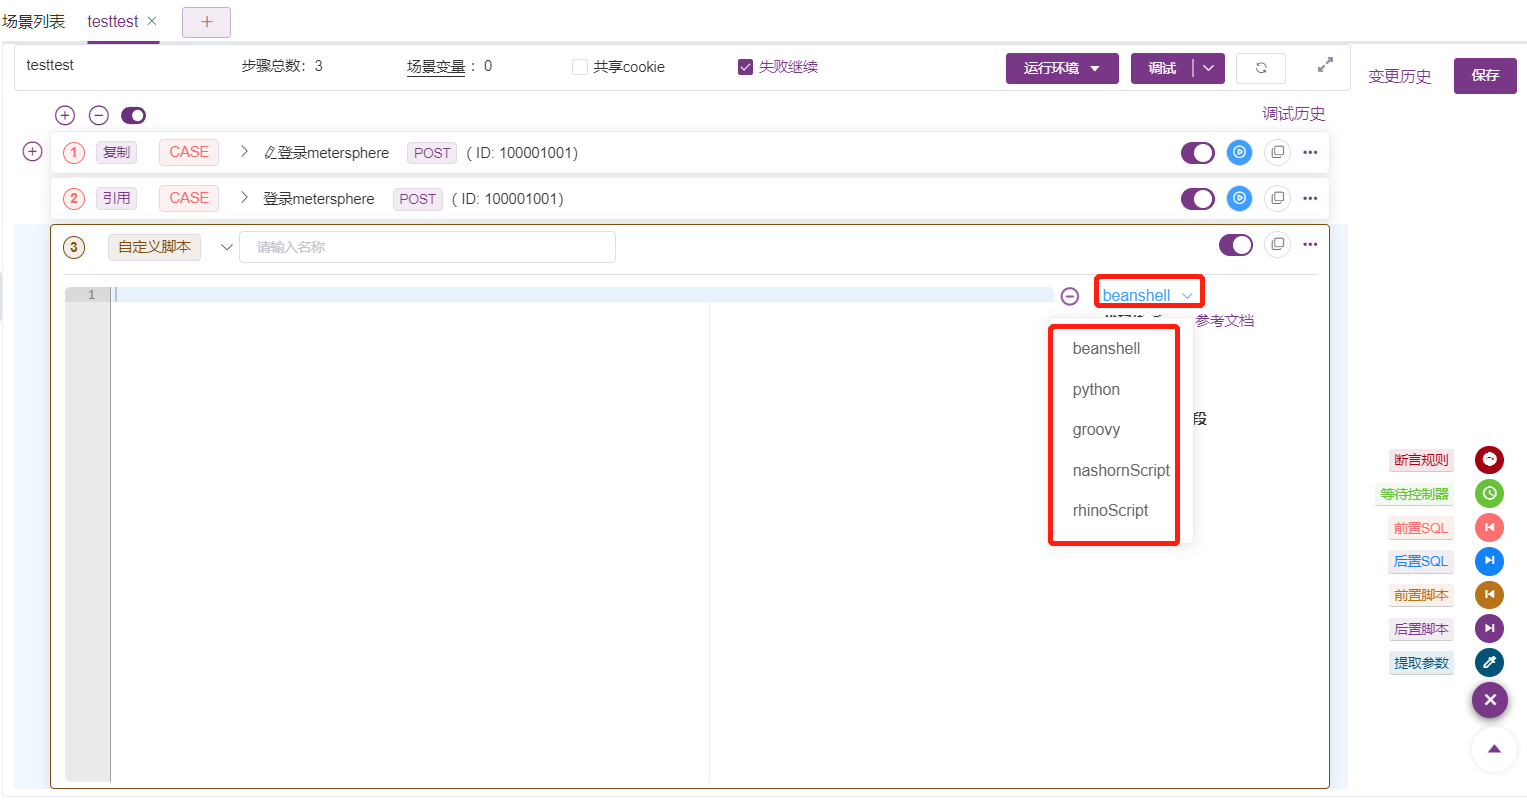 场景列表 testtest
testtest 步骤总数：3 场景变量 ：0 共享cookie 失败继续 运行环境 调试 变更历史 保存
调试历史
1 复制 CASE 登录metersphere POST ( ID: 100001001)
2 引用 CASE 登录metersphere POST ( ID: 100001001)
3 自定义脚本 请输入名称
1 beanshell
参考文档
beanshell
python
段
groovy
nashornScript
rhinoScript
断言规则
等待控制器
前置SQL
后置SQL
前置脚本
后置脚本
提取参数